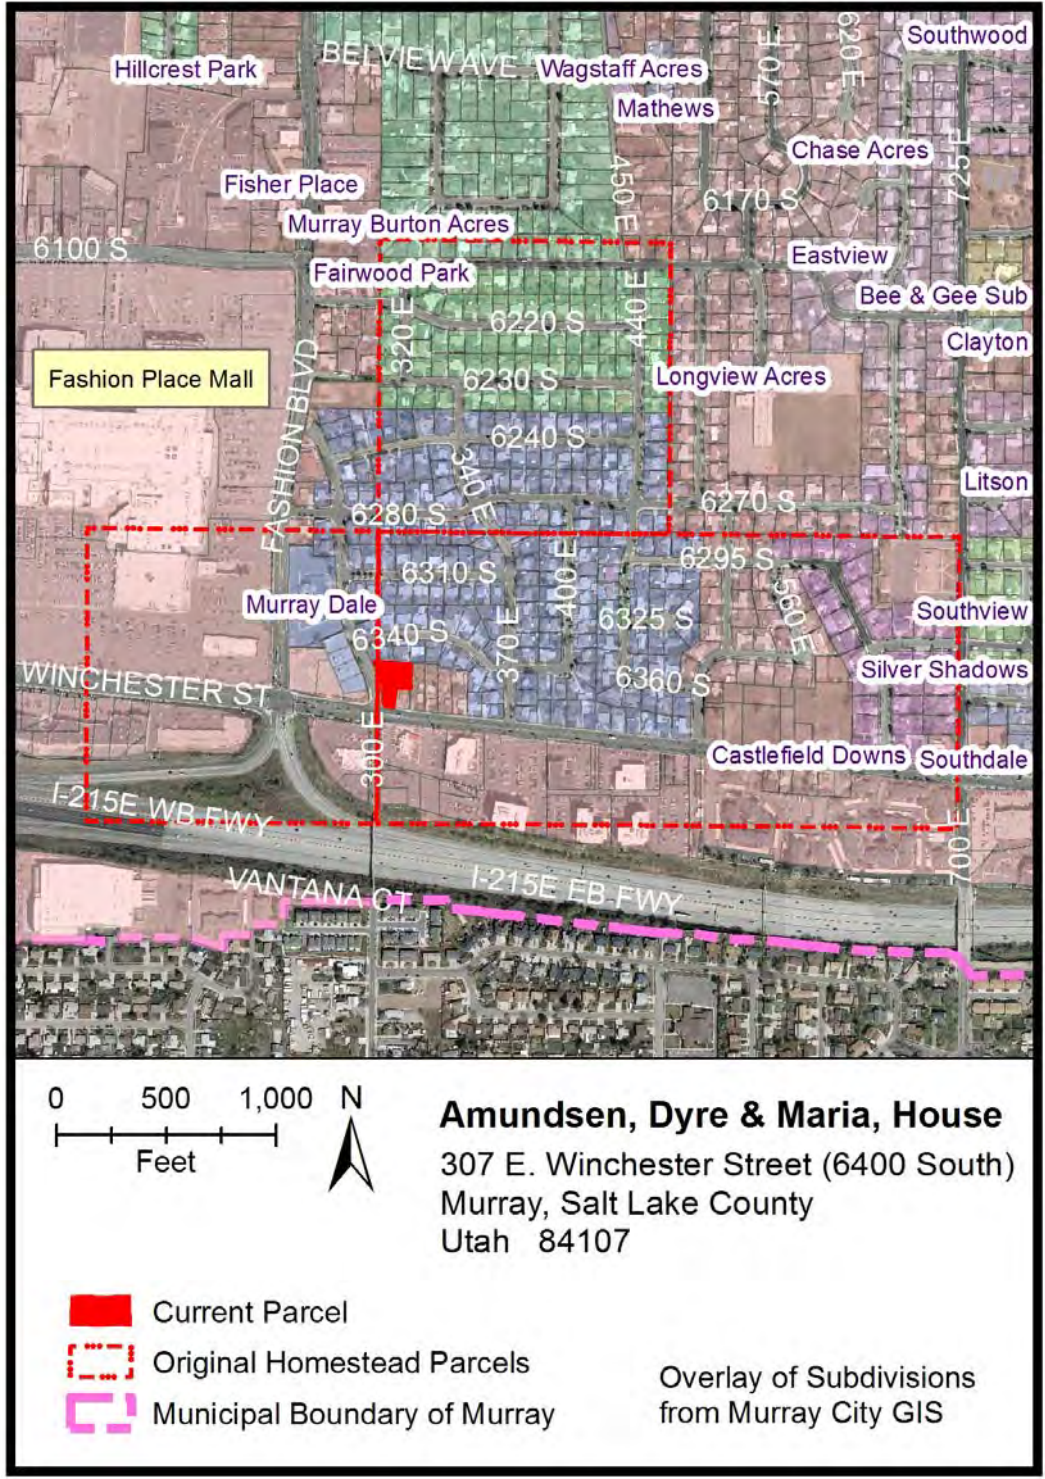 Southwood
BELVIEW AVE
Hillcrest Park
Wagstaff Acres
570 E
620 E
Mathews
Chase Acres
725 E
Fisher Place
450 E
6170 S
Murray Burton Acres
6100 S
Eastview
Fairwood Park
Bee & Gee Sub
320 E
6220 S
440 E
Clayton
Fashion Place Mall
6230 S
Longview Acres
FASHION BLVD
6240 S
340 E
Litson
6280 S
6270 S
6295 S
6310 S
400 E
Murray Dale
560 E
6325 S
Southview
6340 S
370 E
Silver Shadows
WINCHESTER ST
6360 S
300 E
Castlefield Downs
Southdale
I-215E WB FWY
700 E
VANTANA CT
I-215E EB FWY
0 500 1,000
Feet
N
Amundsen, Dyre & Maria, House
307 E. Winchester Street (6400 South)
Murray, Salt Lake County
Utah 84107
Current Parcel
Original Homestead Parcels
Municipal Boundary of Murray
Overlay of Subdivisions
from Murray City GIS